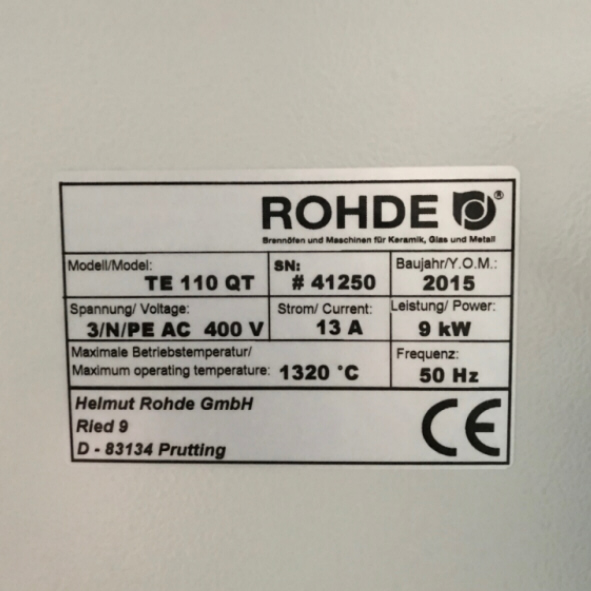 ROHDE ®
Brennöfen und Maschinen für Keramik, Glas und Metall
Modell/Model: TE 110 QT
SN: # 41250
Baujahr/Y.O.M.: 2015
Spannung/ Voltage: 3/N/PE AC 400 V
Strom/ Current: 13 A
Leistung/ Power: 9 kW
Maximale Betriebstemperatur/
Maximum operating temperature: 1320 °C
Frequenz: 50 Hz
Helmut Rohde GmbH
Ried 9
D - 83134 Prutting
CE